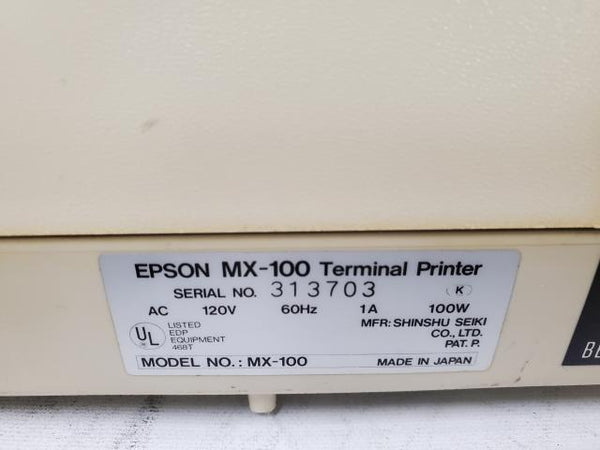 EPSON MX-100 Terminal Printer
SERIAL NO. 313703 K
AC 120V 60Hz 1A 100W
UL LISTED EDP EQUIPMENT 468T
MFR: SHINSHU SEIKI CO., LTD. PAT. P.
MODEL NO.: MX-100 MADE IN JAPAN